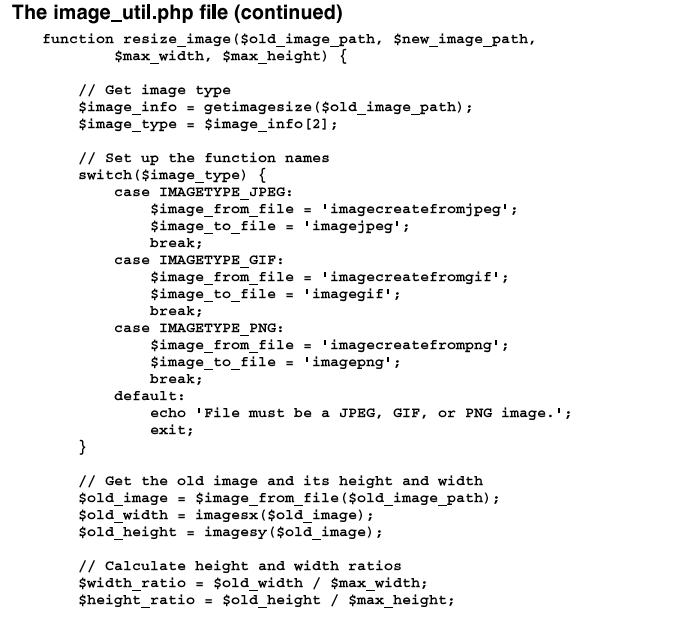 The image_util.php file (continued)
function resize_image($old_image_path, $new_image_path,
$max_width, $max_height) {
// Get image type
$image_info = getimagesize($old_image_path);
$image_type = $image_info[2];
// Set up the function names
switch($image_type) {
case IMAGETYPE_JPEG:
$image_from_file = 'imagecreatefromjpeg';
$image_to_file = 'imagejpeg';
break;
case IMAGETYPE_GIF:
$image_from_file = 'imagecreatefromgif';
$image_to_file = 'imagegif';
break;
case IMAGETYPE_PNG:
$image_from_file = 'imagecreatefrompng';
$image_to_file = 'imagepng';
break;
default:
echo 'File must be a JPEG, GIF, or PNG image.';
exit;
}
// Get the old image and its height and width
$old_image = $image_from_file($old_image_path);
$old_width = imagesx($old_image);
$old_height = imagesy($old_image);
// Calculate height and width ratios
$width_ratio = $old_width / $max_width;
$height_ratio = $old_height / $max_height;